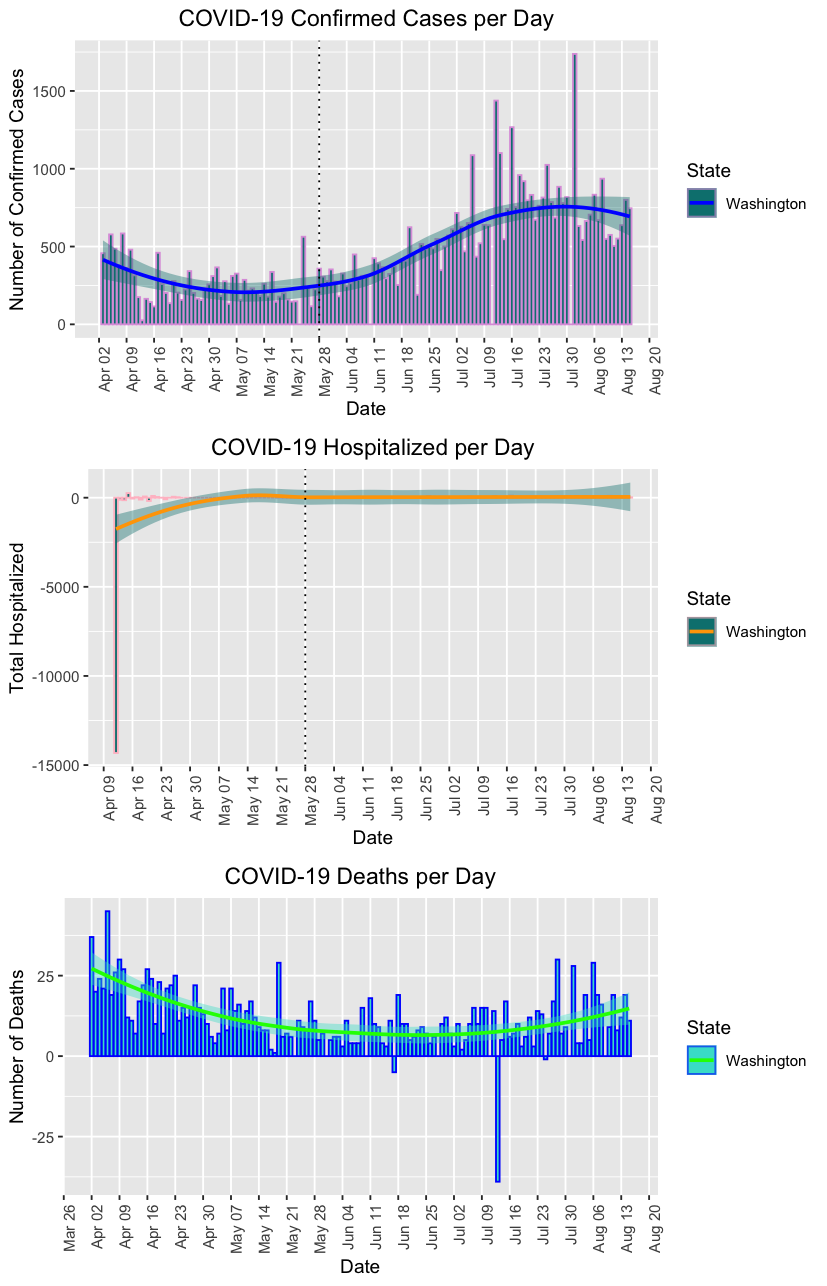 COVID-19 Confirmed Cases per Day
Number of Confirmed Cases
1500
1000
500
0
Apr 02
Apr 09
Apr 16
Apr 23
Apr 30
May 07
May 14
May 21
May 28
Jun 04
Jun 11
Jun 18
Jun 25
Jul 02
Jul 09
Jul 16
Jul 23
Jul 30
Aug 06
Aug 13
Aug 20
Date
State
Washington
COVID-19 Hospitalized per Day
Total Hospitalized
0
-5000
-10000
-15000
Apr 09
Apr 16
Apr 23
Apr 30
May 07
May 14
May 21
May 28
Jun 04
Jun 11
Jun 18
Jun 25
Jul 02
Jul 09
Jul 16
Jul 23
Jul 30
Aug 06
Aug 13
Aug 20
Date
State
Washington
COVID-19 Deaths per Day
Number of Deaths
25
0
-25
Mar 26
Apr 02
Apr 09
Apr 16
Apr 23
Apr 30
May 07
May 14
May 21
May 28
Jun 04
Jun 11
Jun 18
Jun 25
Jul 02
Jul 09
Jul 16
Jul 23
Jul 30
Aug 06
Aug 13
Aug 20
Date
State
Washington